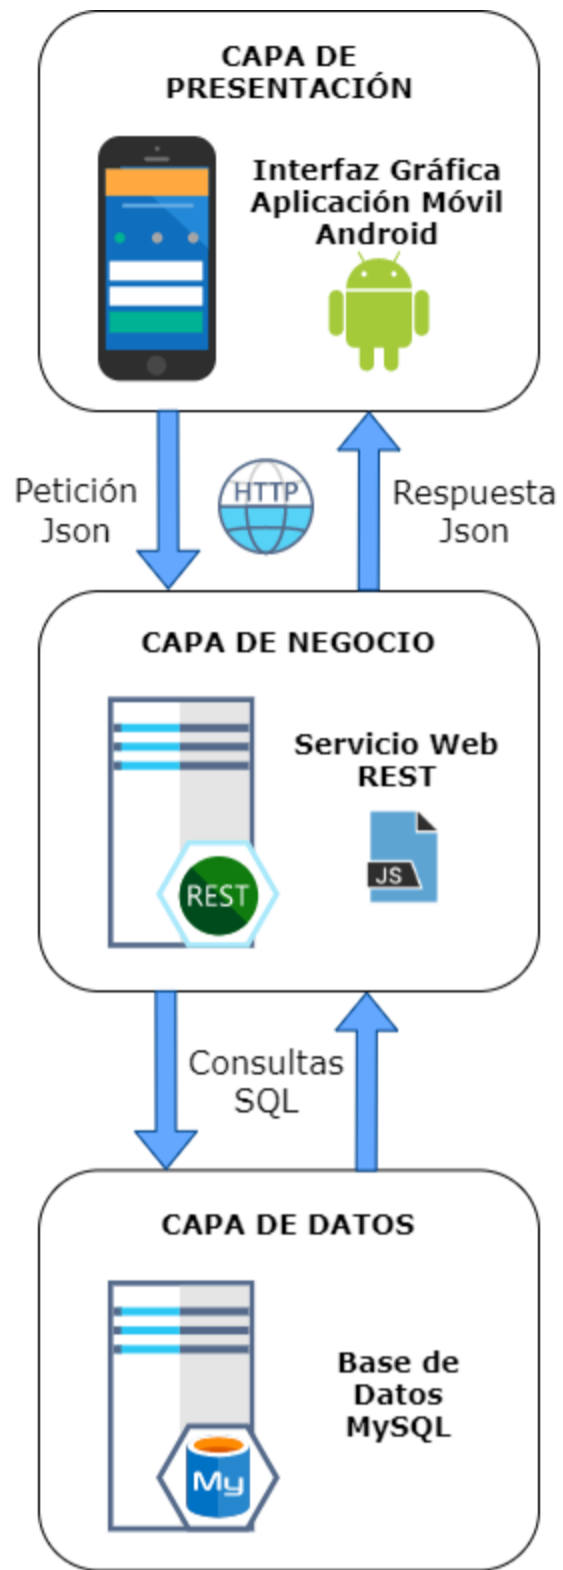 CAPA DE
PRESENTACIÓN
Interfaz Gráfica
Aplicación Móvil
Android
Petición
Json
HTTP
Respuesta
Json
CAPA DE NEGOCIO
Servicio Web
REST
JS
REST
Consultas
SQL
CAPA DE DATOS
Base de
Datos
MySQL
My